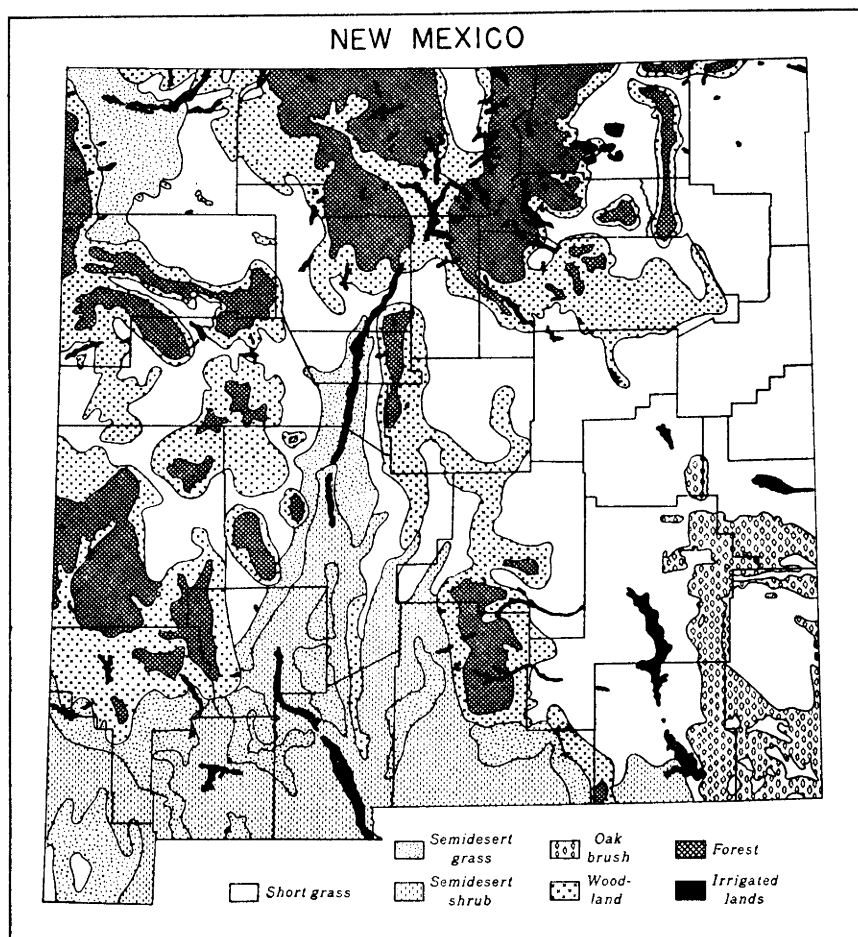 NEW MEXICO
Short grass
Semidesert
grass
Semidesert
shrub
Oak
brush
Wood-
land
Forest
Irrigated
lands